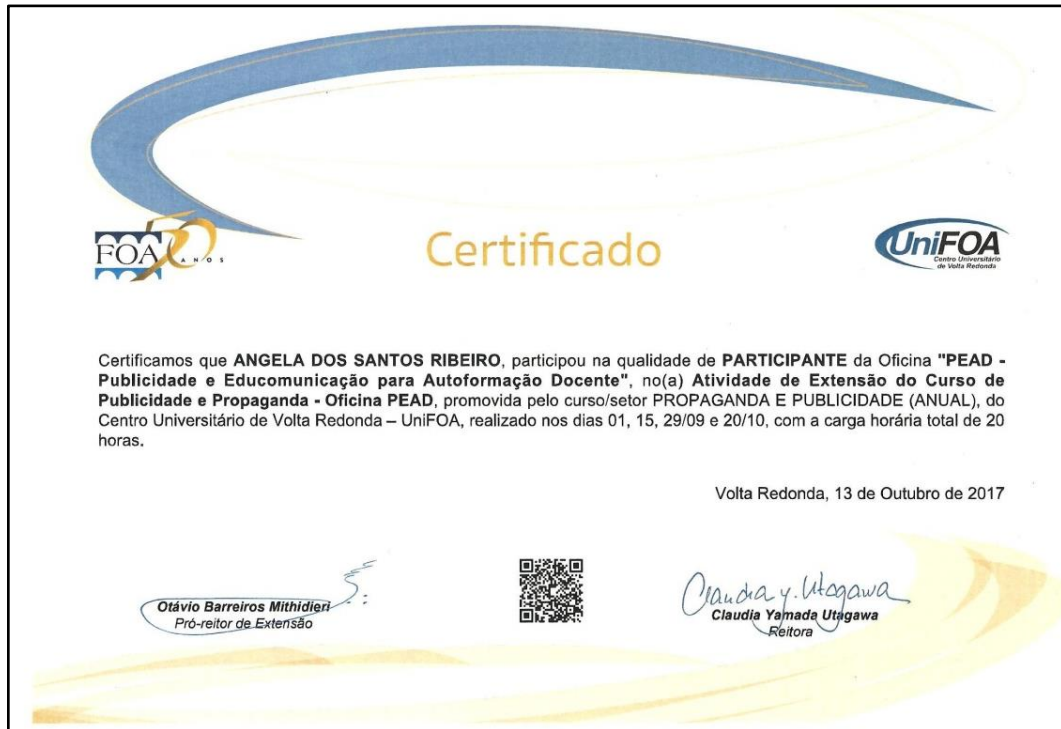 FOA 50 ANOS
Certificado
UniFOA
Centro Universitário
de Volta Redonda
Certificamos que ANGELA DOS SANTOS RIBEIRO, participou na qualidade de PARTICIPANTE da Oficina "PEAD -
Publicidade e Educomunicação para Autoformação Docente", no(a) Atividade de Extensão do Curso de
Publicidade e Propaganda - Oficina PEAD, promovida pelo curso/setor PROPAGANDA E PUBLICIDADE (ANUAL), do
Centro Universitário de Volta Redonda – UniFOA, realizado nos dias 01, 15, 29/09 e 20/10, com a carga horária total de 20
horas.
Volta Redonda, 13 de Outubro de 2017
Otávio Barreiros Mithidieri
Pró-reitor de Extensão
Claudia Y. Utagawa
Claudia Yamada Utagawa
Reitora